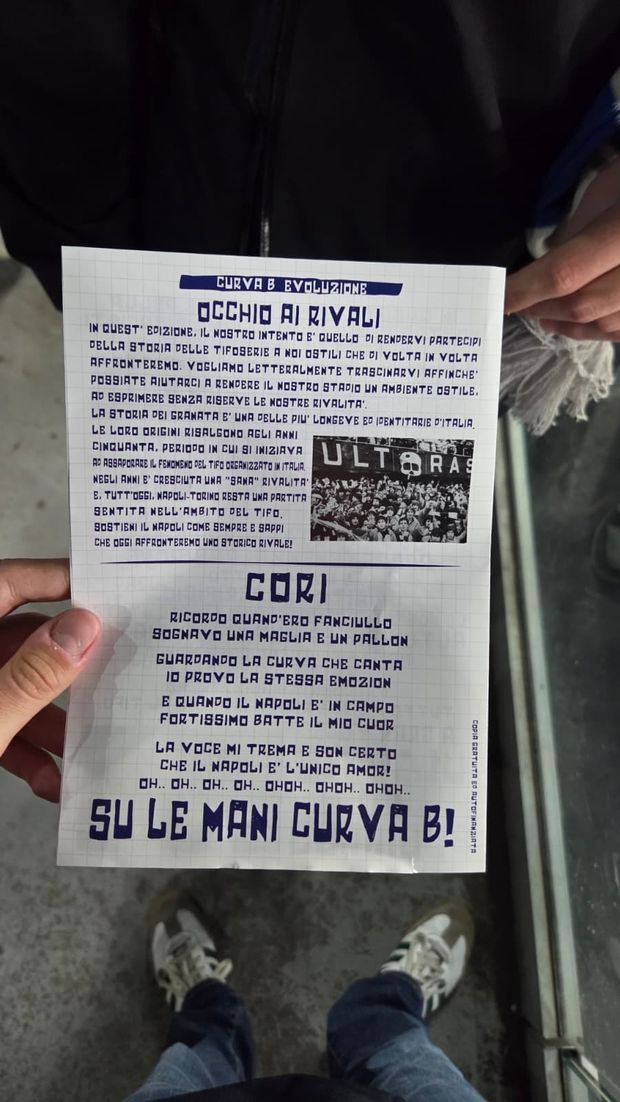 CURVA B EVOLUZIONE
OCCHIO AI RIVALI
IN QUEST' EDIZIONE, IL NOSTRO INTENTO E' QUELLO DI RENDERVI PARTECIPI
DELLA STORIA DELLE TIFOSERIE A NOI OSTILI CHE DI VOLTA IN VOLTA
AFFRONTEREMO. VOGLIAMO LETTERALMENTE TRASCINARVI AFFINCHE'
POSSIATE AIUTARCI A RENDERE IL NOSTRO STADIO UN AMBIENTE OSTILE,
AD ESPRIMERE SENZA RISERVE LE NOSTRE RIVALITA'.
LA STORIA DEI GRANATA E' UNA DELLE PIU' LONGEVE ED IDENTITARIE D'ITALIA,
LE LORO ORIGINI RISALGONO AGLI ANNI
CINQUANTA, PERIODO IN CUI SI INIZIAVA
AD ASSAPORARE IL FENOMENO DEL TIFO ORGANIZZATO IN ITALIA.
NEGLI ANNI E' CRESCIUTA UNA "SANA" RIVALITA'
E, TUTT'OGGI, NAPOLI-TORINO RESTA UNA PARTITA
SENTITA NELL'AMBITO DEL TIFO.
SOSTIENI IL NAPOLI COME SEMPRE E SAPPI
CHE OGGI AFFRONTEREMO UNO STORICO RIVALE!
ULTRAS
CORI
RICORDO QUAND'ERO FANCIULLO
SOGNAVO UNA MAGLIA E UN PALLON
GUARDANDO LA CURVA CHE CANTA
IO PROVO LA STESSA EMOZION
E QUANDO IL NAPOLI E' IN CAMPO
FORTISSIMO BATTE IL MIO CUOR
LA VOCE MI TREMA E SON CERTO
CHE IL NAPOLI E' L'UNICO AMOR!
OH.. OH.. OH.. OH.. OHOH.. OHOH.. OHOH..
SU LE MANI CURVA B!
COPIA GRATUITA ED AUTOFINANZIATA